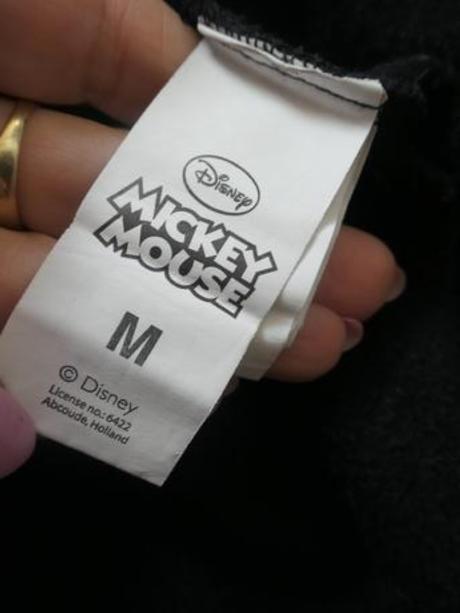 Disney
MICKEY
MOUSE
M
© Disney
License no.: 6422
Abcoude, Holland